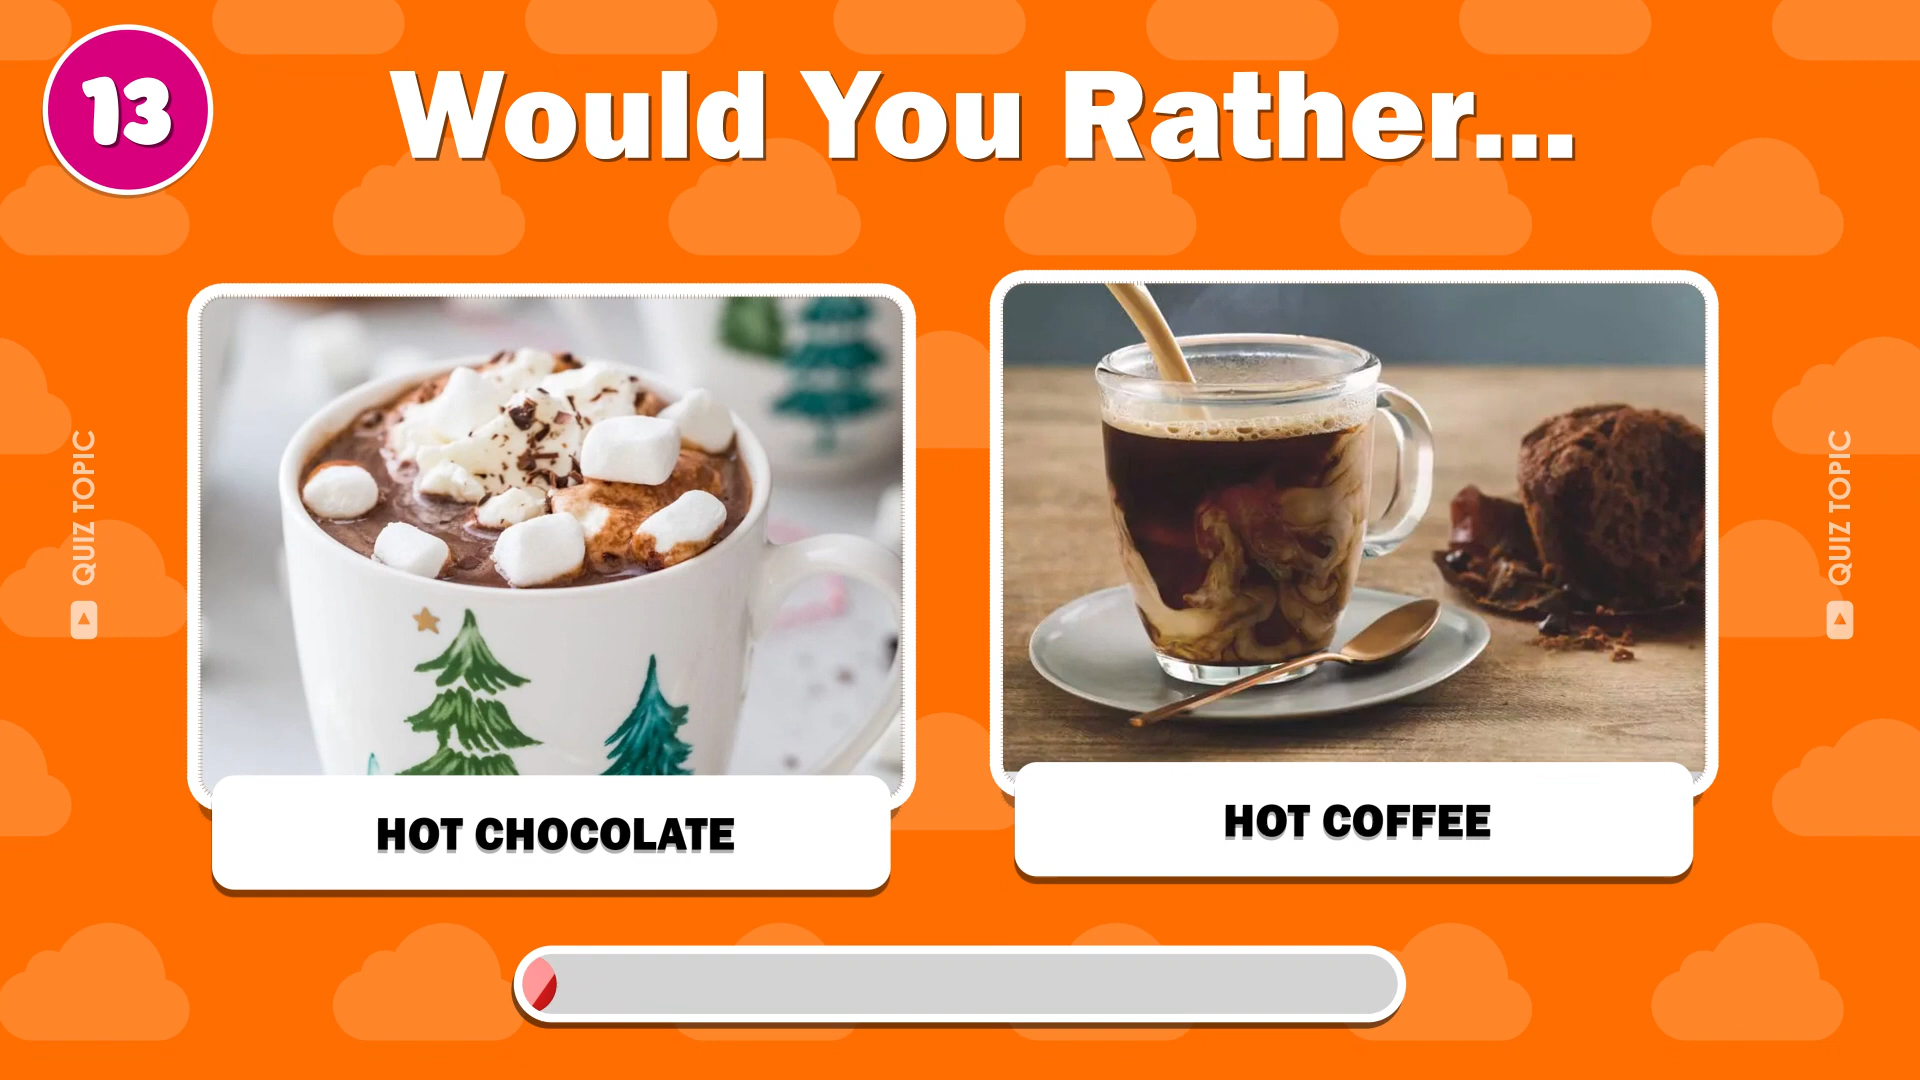 13
Would You Rather...
QUIZ TOPIC
HOT CHOCOLATE
HOT COFFEE
QUIZ TOPIC